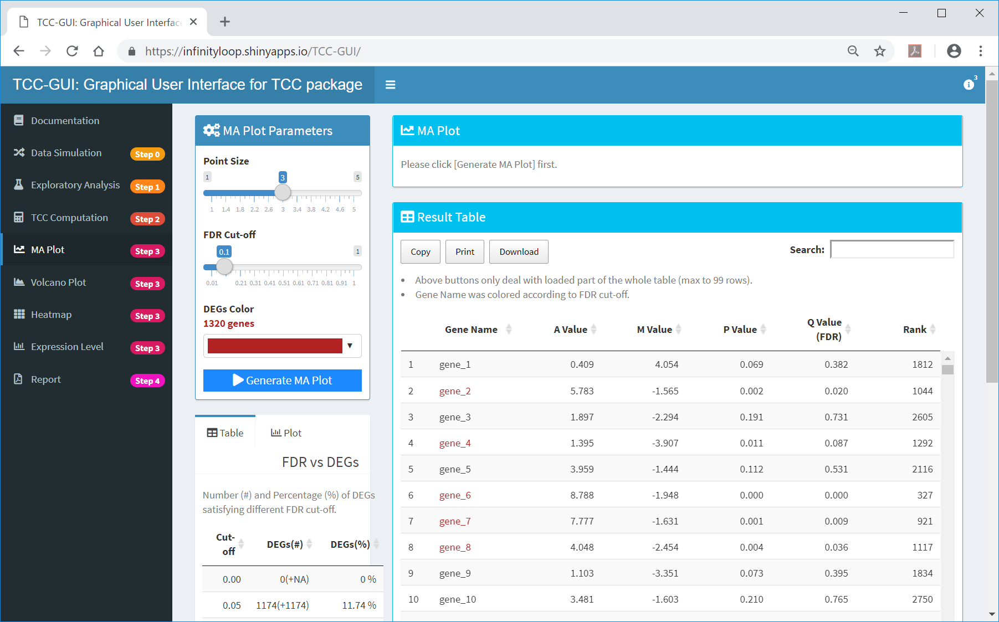 TCC-GUI: Graphical User Interface
https://infinityloop.shinyapps.io/TCC-GUI/
TCC-GUI: Graphical User Interface for TCC package
3
Documentation
Data Simulation Step 0
Exploratory Analysis Step 1
TCC Computation Step 2
MA Plot Step 3
Volcano Plot Step 3
Heatmap Step 3
Expression Level Step 3
Report Step 4
MA Plot Parameters
Point Size
1 3 5
1 1.4 1.8 2.2 2.6 3 3.4 3.8 4.2 4.6 5
FDR Cut-off
0.1 1
0.01 0.21 0.31 0.41 0.51 0.61 0.71 0.81 0.91 1
DEGs Color
1320 genes
Generate MA Plot
Table Plot
FDR vs DEGs
Number (#) and Percentage (%) of DEGs
satisfying different FDR cut-off.
Cut-
off DEGs(#) DEGs(%)
0.00 0(+NA) 0 %
0.05 1174(+1174) 11.74 %
MA Plot
Please click [Generate MA Plot] first.
Result Table
Copy Print Download Search:
• Above buttons only deal with loaded part of the whole table (max to 99 rows).
• Gene Name was colored according to FDR cut-off.
Gene Name A Value M Value P Value Q Value
(FDR) Rank
1 gene_1 0.409 4.054 0.069 0.382 1812
2 gene_2 5.783 -1.565 0.002 0.020 1044
3 gene_3 1.897 -2.294 0.191 0.731 2605
4 gene_4 1.395 -3.907 0.011 0.087 1292
5 gene_5 3.959 -1.444 0.112 0.531 2116
6 gene_6 8.788 -1.948 0.000 0.000 327
7 gene_7 7.777 -1.631 0.001 0.009 921
8 gene_8 4.048 -2.454 0.004 0.036 1117
9 gene_9 1.103 -3.351 0.073 0.395 1834
10 gene_10 3.481 -1.603 0.210 0.765 2750